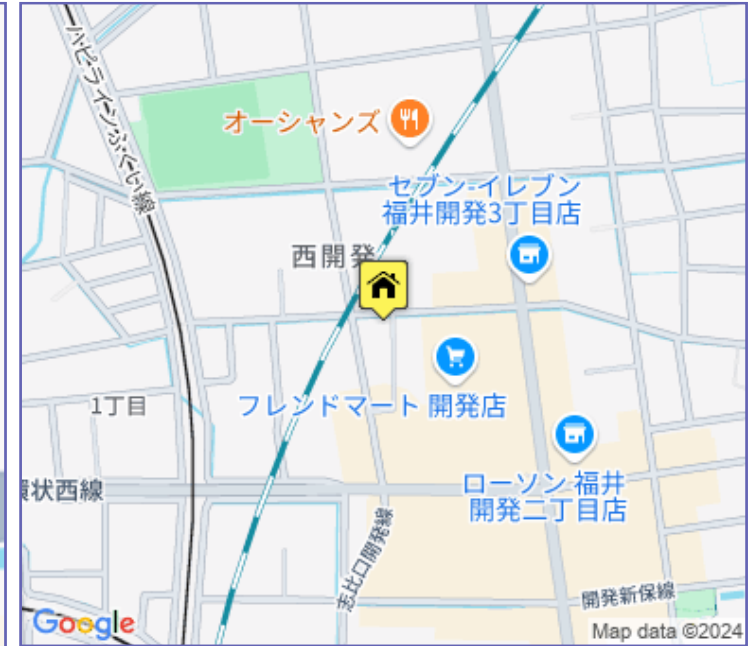 ハピラインふくい線
オーシャンズ
セブン-イレブン
福井開発3丁目店
西開発
1丁目
フレンドマート 開発店
環状西線
ローソン 福井
開発二丁目店
志比口開発線
開発新保線
Google
Map data ©2024